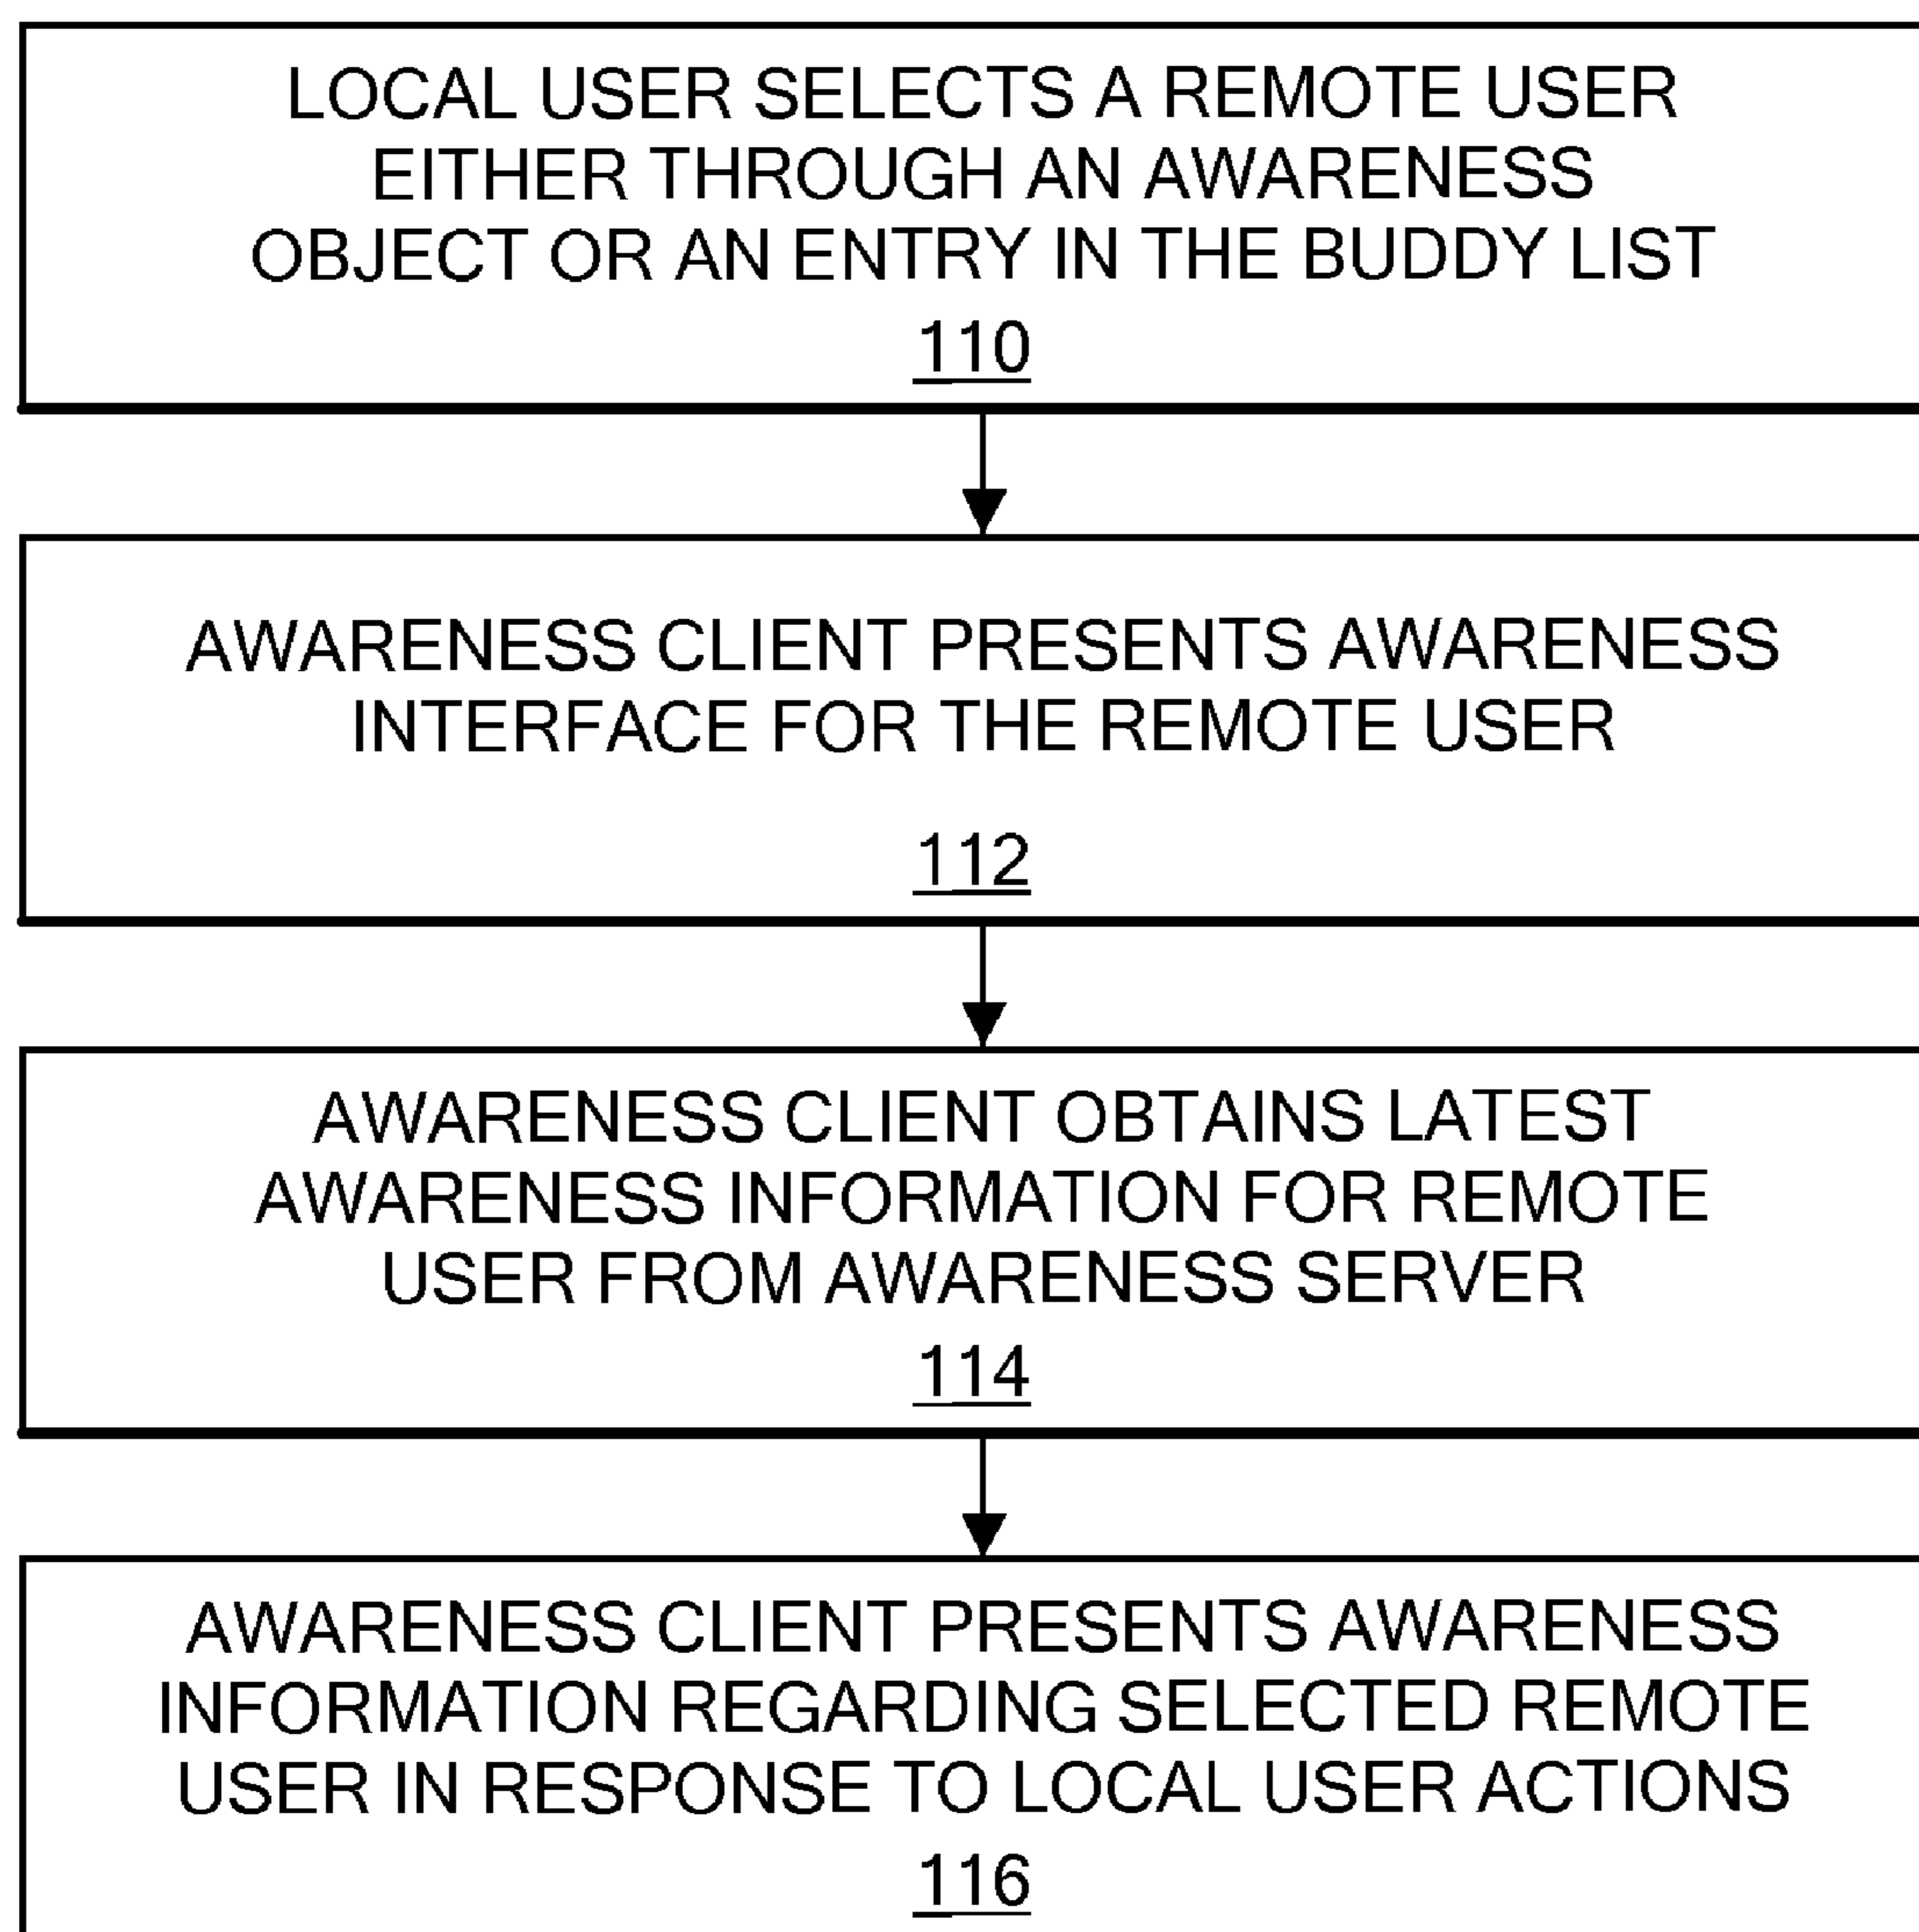 LOCAL USER SELECTS A REMOTE USER
EITHER THROUGH AN AWARENESS
OBJECT OR AN ENTRY IN THE BUDDY LIST
110
AWARENESS CLIENT PRESENTS AWARENESS
INTERFACE FOR THE REMOTE USER
112
AWARENESS CLIENT OBTAINS LATEST
AWARENESS INFORMATION FOR REMOTE
USER FROM AWARENESS SERVER
114
AWARENESS CLIENT PRESENTS AWARENESS
INFORMATION REGARDING SELECTED REMOTE
USER IN RESPONSE TO LOCAL USER ACTIONS
116